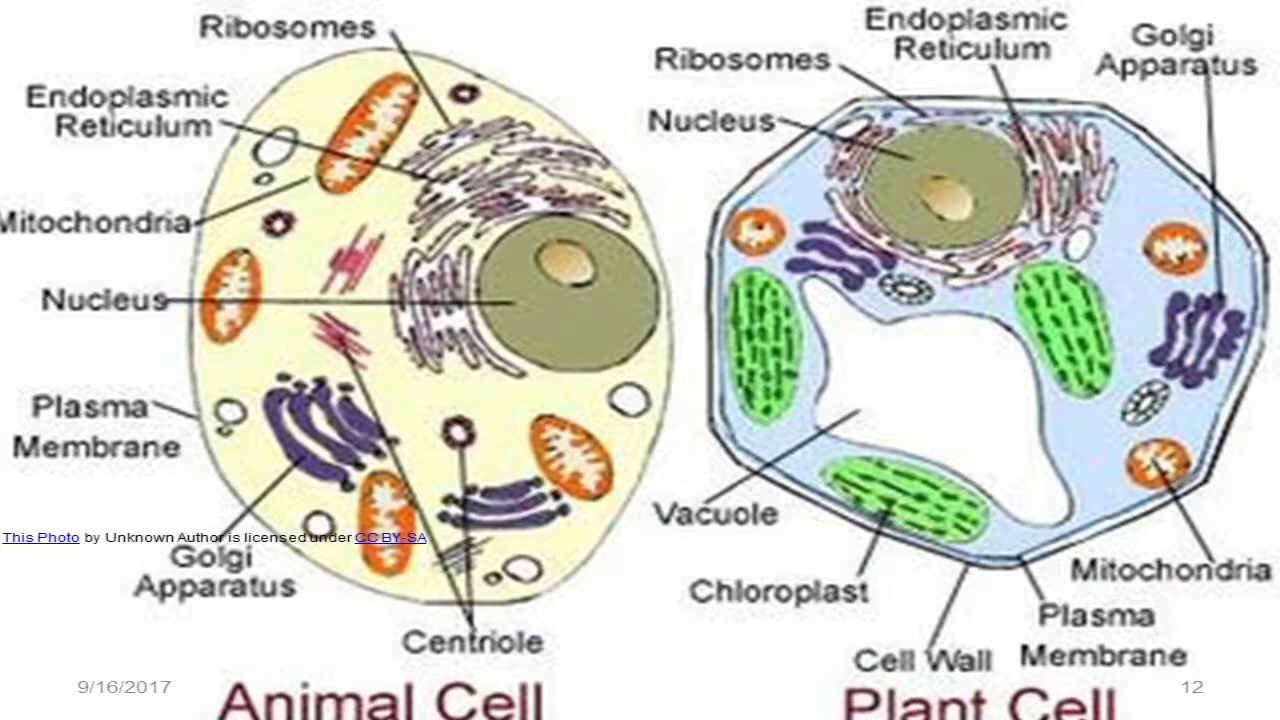 Ribosomes
Endoplasmic
Reticulum
Mitochondria
Nucleus
Plasma
Membrane
Golgi
Apparatus
Centriole
Animal Cell
Endoplasmic
Reticulum
Golgi
Apparatus
Ribosomes
Nucleus
Vacuole
Chloroplast
Mitochondria
Plasma
Membrane
Cell Wall
Plant Cell
This Photo by Unknown Author is licensed under CC BY-SA
9/16/2017
12